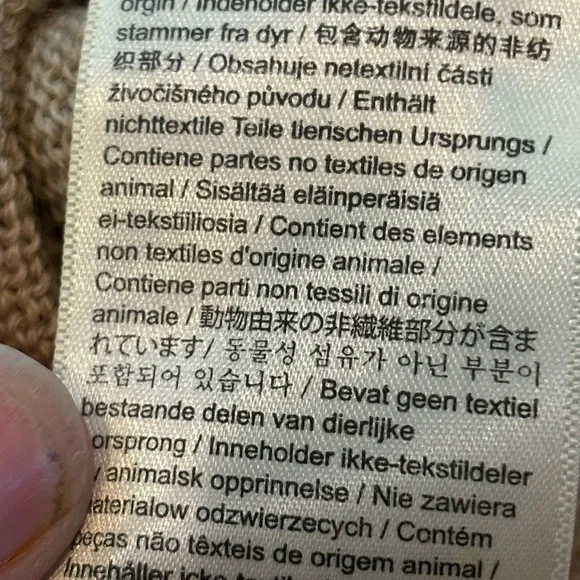 orgin / Indeholder ikke-tekstildele, som
stammer fra dyr / 包含动物来源的非纺
织部分 / Obsahuje netextilní části
živočišného původu / Enthält
nichttextile Teile tierischen Ursprungs /
Contiene partes no textiles de origen
animal / Sisältää eläinperäisiä
ei-tekstiiliosia / Contient des elements
non textiles d'origine animale /
Contiene parti non tessili di origine
animale / 動物由来の非繊維部分が含ま
れています/ 동물성 섬유가 아닌 부분이
포함되어 있습니다 / Bevat geen textiel
bestaande delen van dierlijke
oorsprong / Inneholder ikke-tekstildeler
/ animalsk opprinnelse / Nie zawiera
materialow odzwierzecych / Contém
peças não têxteis de origem animal /
Innehåller icke